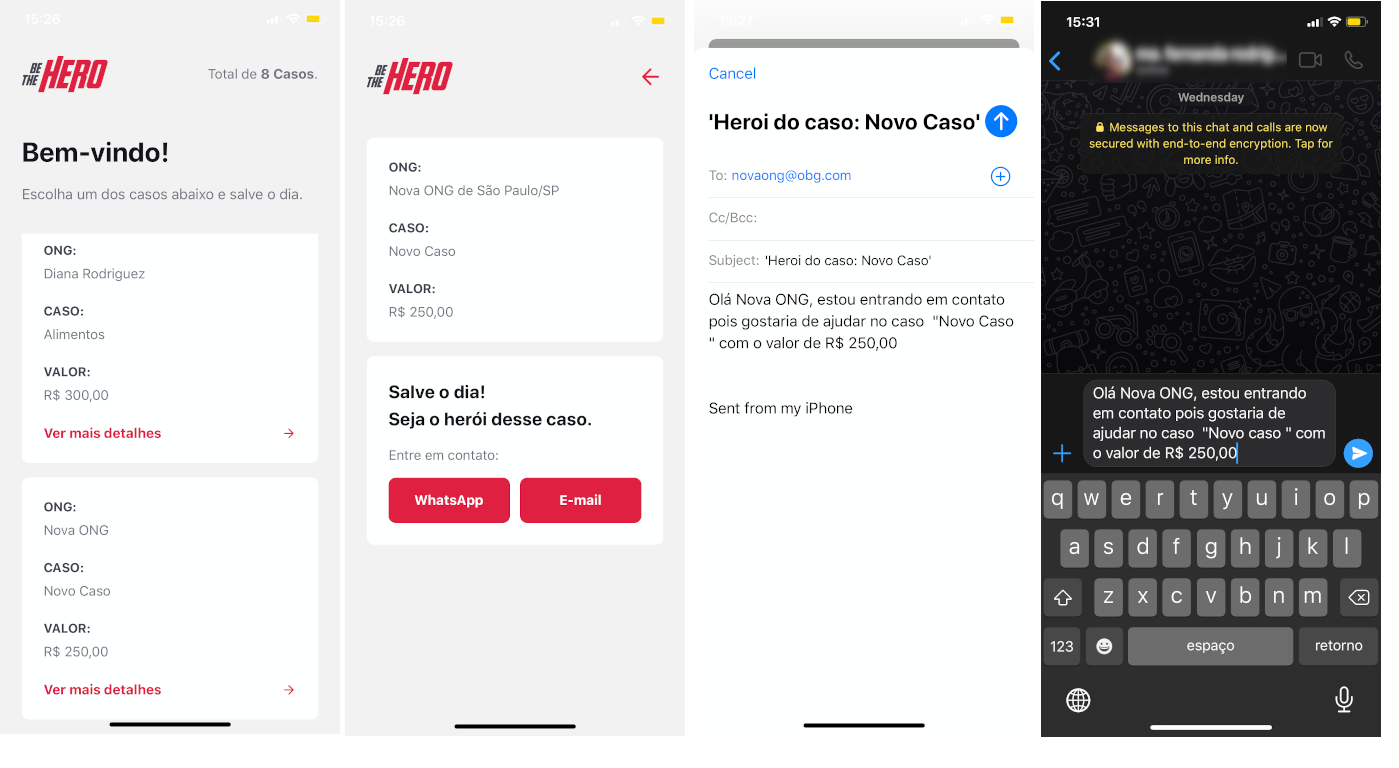 15:26
BE
THE HERO
Total de 8 Casos.
Bem-vindo!
Escolha um dos casos abaixo e salve o dia.
ONG:
Diana Rodriguez
CASO:
Alimentos
VALOR:
R$ 300,00
Ver mais detalhes
ONG:
Nova ONG
CASO:
Novo Caso
VALOR:
R$ 250,00
Ver mais detalhes
15:26
BE
THE HERO
ONG:
Nova ONG de São Paulo/SP
CASO:
Novo Caso
VALOR:
R$ 250,00
Salve o dia!
Seja o herói desse caso.
Entre em contato:
WhatsApp
E-mail
15:27
Cancel
'Heroi do caso: Novo Caso'
To: novaong@obg.com
Cc/Bcc:
Subject: 'Heroi do caso: Novo Caso'
Olá Nova ONG, estou entrando em contato
pois gostaria de ajudar no caso  "Novo Caso
" com o valor de R$ 250,00
Sent from my iPhone
15:31
Wednesday
Messages to this chat and calls are now
secured with end-to-end encryption. Tap for
more info.
Olá Nova ONG, estou entrando
em contato pois gostaria de
ajudar no caso  "Novo caso " com
o valor de R$ 250,00
q w e r t y u i o p
a s d f g h j k l
z x c v b n m
123
espaço
retorno